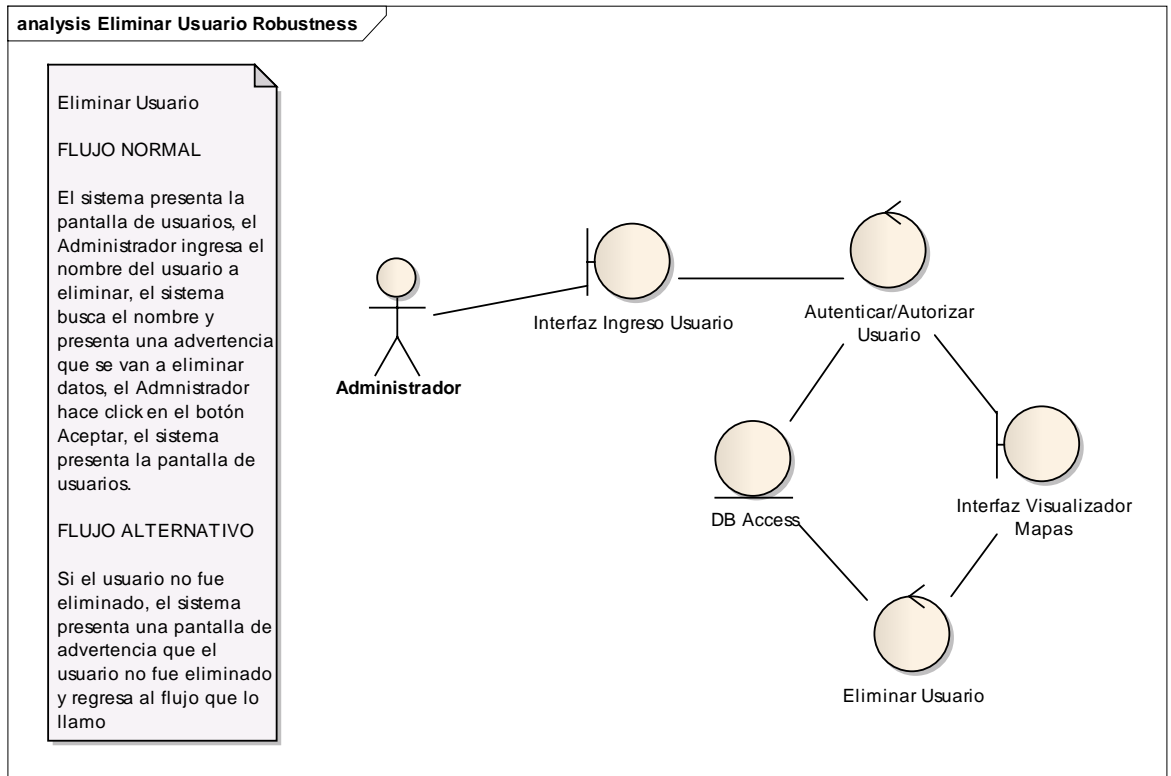 analysis Eliminar Usuario Robustness
Eliminar Usuario
FLUJO NORMAL
El sistema presenta la
pantalla de usuarios, el
Administrador ingresa el
nombre del usuario a
eliminar, el sistema
busca el nombre y
presenta una advertencia
que se van a eliminar
datos, el Admnistrador
hace click en el botón
Aceptar, el sistema
presenta la pantalla de
usuarios.
FLUJO ALTERNATIVO
Si el usuario no fue
eliminado, el sistema
presenta una pantalla de
advertencia que el
usuario no fue eliminado
y regresa al flujo que lo
llamo
Administrador
Interfaz Ingreso Usuario
Autenticar/Autorizar
Usuario
DB Access
Interfaz Visualizador
Mapas
Eliminar Usuario